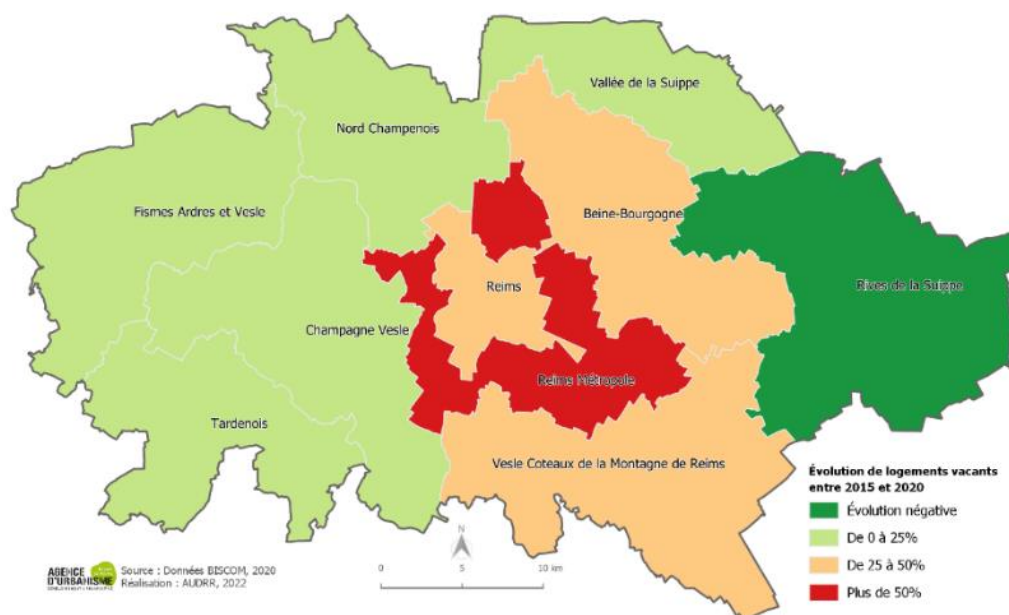 Vallée de la Suippe
Nord Champenois
Fismes Ardres et Vesle
Beine-Bourgogne
Reims
Rives de la Suippe
Champagne Vesle
Reims Métropole
Tardenois
Vesle Coteaux de la Montagne de Reims
Évolution de logements vacants
entre 2015 et 2020
Évolution négative
De 0 à 25%
De 25 à 50%
Plus de 50%
N
0 5 10 km
AGENCE
D'URBANISME
Source : Données BISCOM, 2020
Réalisation : AUDRR, 2022